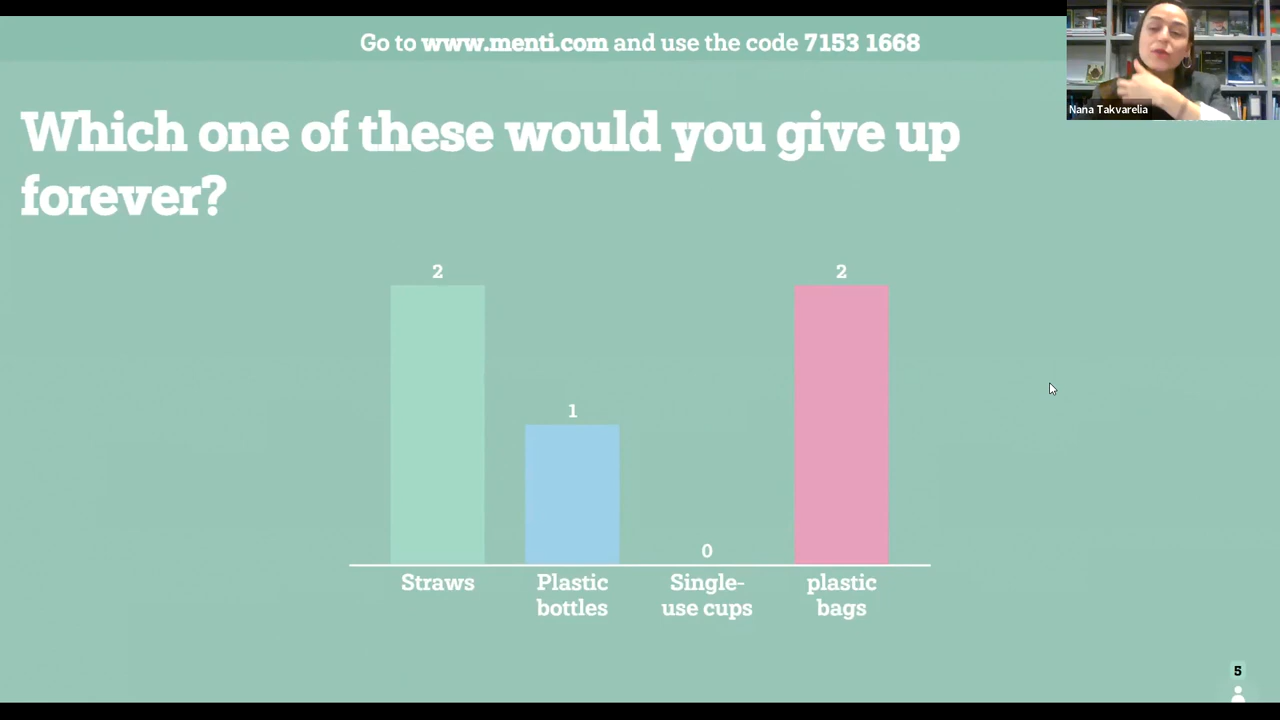 Go to www.menti.com and use the code 7153 1668
Nana Takvarelia
Which one of these would you give up
forever?
2
1
0
2
Straws
Plastic
bottles
Single-
use cups
plastic
bags
5